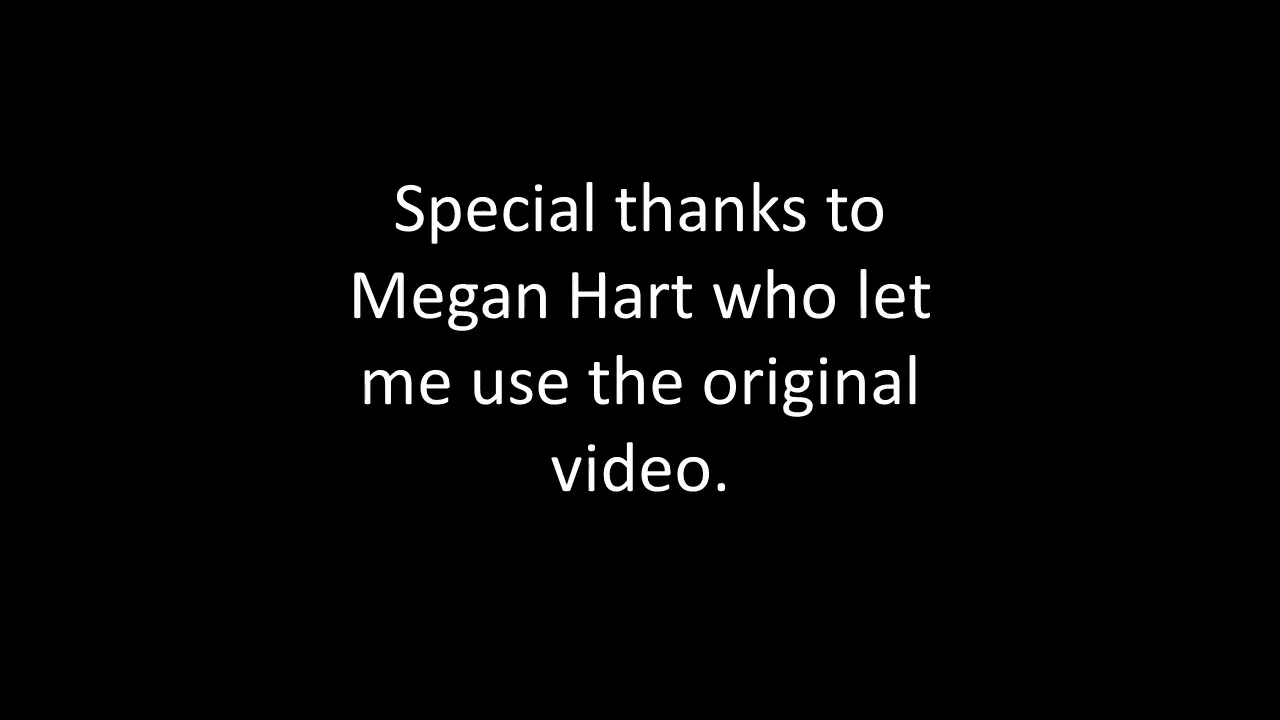 Special thanks to
Megan Hart who let
me use the original
video.